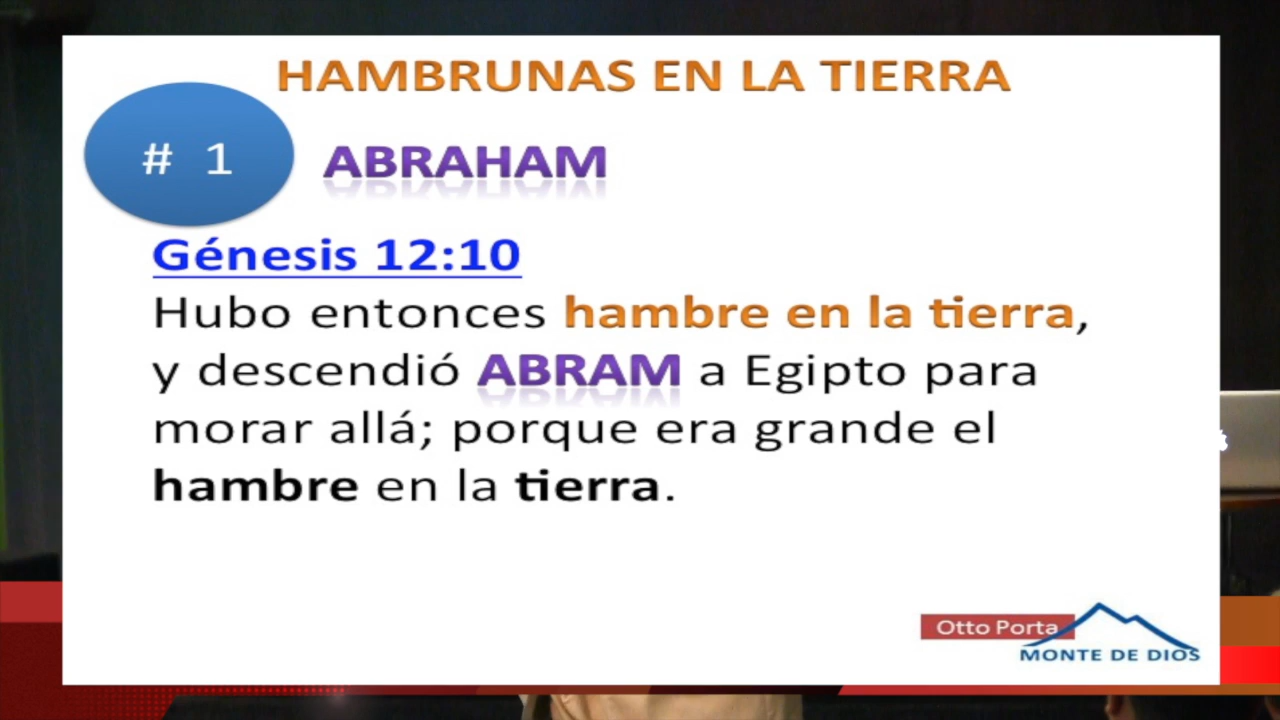 HAMBRUNAS EN LA TIERRA
# 1
ABRAHAM
Génesis 12:10
Hubo entonces hambre en la tierra,
y descendió ABRAM a Egipto para
morar allá; porque era grande el
hambre en la tierra.
Otto Porta
MONTE DE DIOS